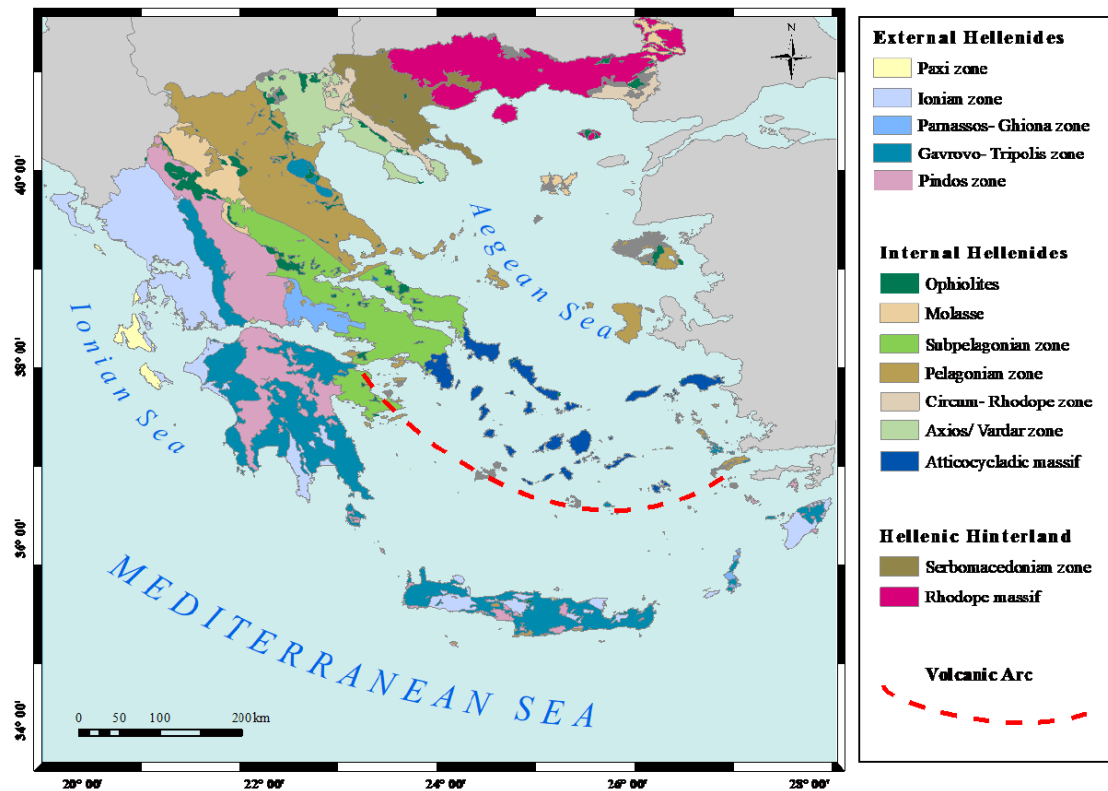 N
40° 00'
38° 00'
36° 00'
34° 00'
Aegean Sea
Ionian Sea
MEDITERRANEAN SEA
0 50 100 200 km
20° 00' 22° 00' 24° 00' 26° 00' 28° 00'
External Hellenides
Paxi zone
Ionian zone
Parnassos- Ghiona zone
Gavrovo- Tripolis zone
Pindos zone
Internal Hellenides
Ophiolites
Molasse
Subpelagonian zone
Pelagonian zone
Circum- Rhodope zone
Axios/ Vardar zone
Atticocycladic massif
Hellenic Hinterland
Serbomacedonian zone
Rhodope massif
Volcanic Arc